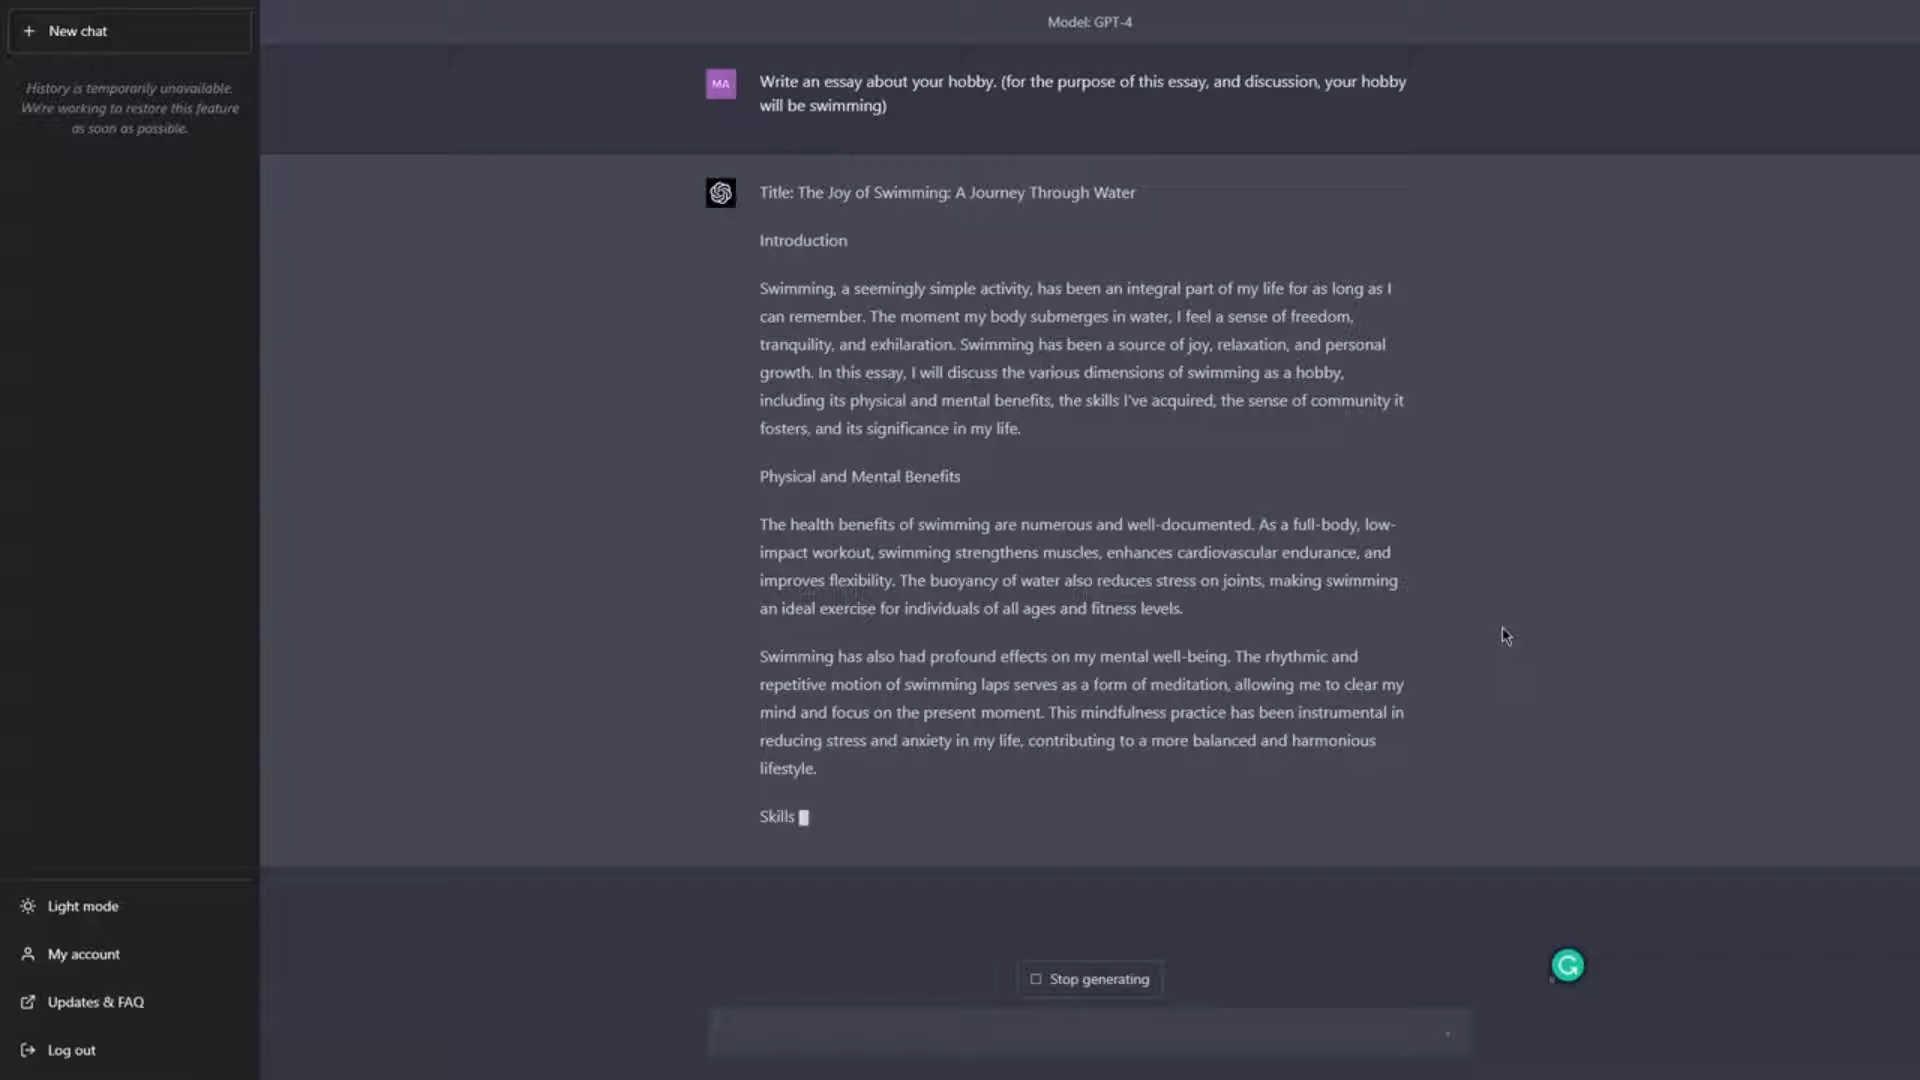 New chat
History is temporarily unavailable.
We're working to restore this feature
as soon as possible.
Light mode
My account
Updates & FAQ
Log out
Model: GPT-4
MA
Write an essay about your hobby. (for the purpose of this essay, and discussion, your hobby
will be swimming)
Title: The Joy of Swimming: A Journey Through Water
Introduction
Swimming, a seemingly simple activity, has been an integral part of my life for as long as I
can remember. The moment my body submerges in water, I feel a sense of freedom,
tranquility, and exhilaration. Swimming has been a source of joy, relaxation, and personal
growth. In this essay, I will discuss the various dimensions of swimming as a hobby,
including its physical and mental benefits, the skills I've acquired, the sense of community it
fosters, and its significance in my life.
Physical and Mental Benefits
The health benefits of swimming are numerous and well-documented. As a full-body, low-
impact workout, swimming strengthens muscles, enhances cardiovascular endurance, and
improves flexibility. The buoyancy of water also reduces stress on joints, making swimming
an ideal exercise for individuals of all ages and fitness levels.
Swimming has also had profound effects on my mental well-being. The rhythmic and
repetitive motion of swimming laps serves as a form of meditation, allowing me to clear my
mind and focus on the present moment. This mindfulness practice has been instrumental in
reducing stress and anxiety in my life, contributing to a more balanced and harmonious
lifestyle.
Skills
Stop generating